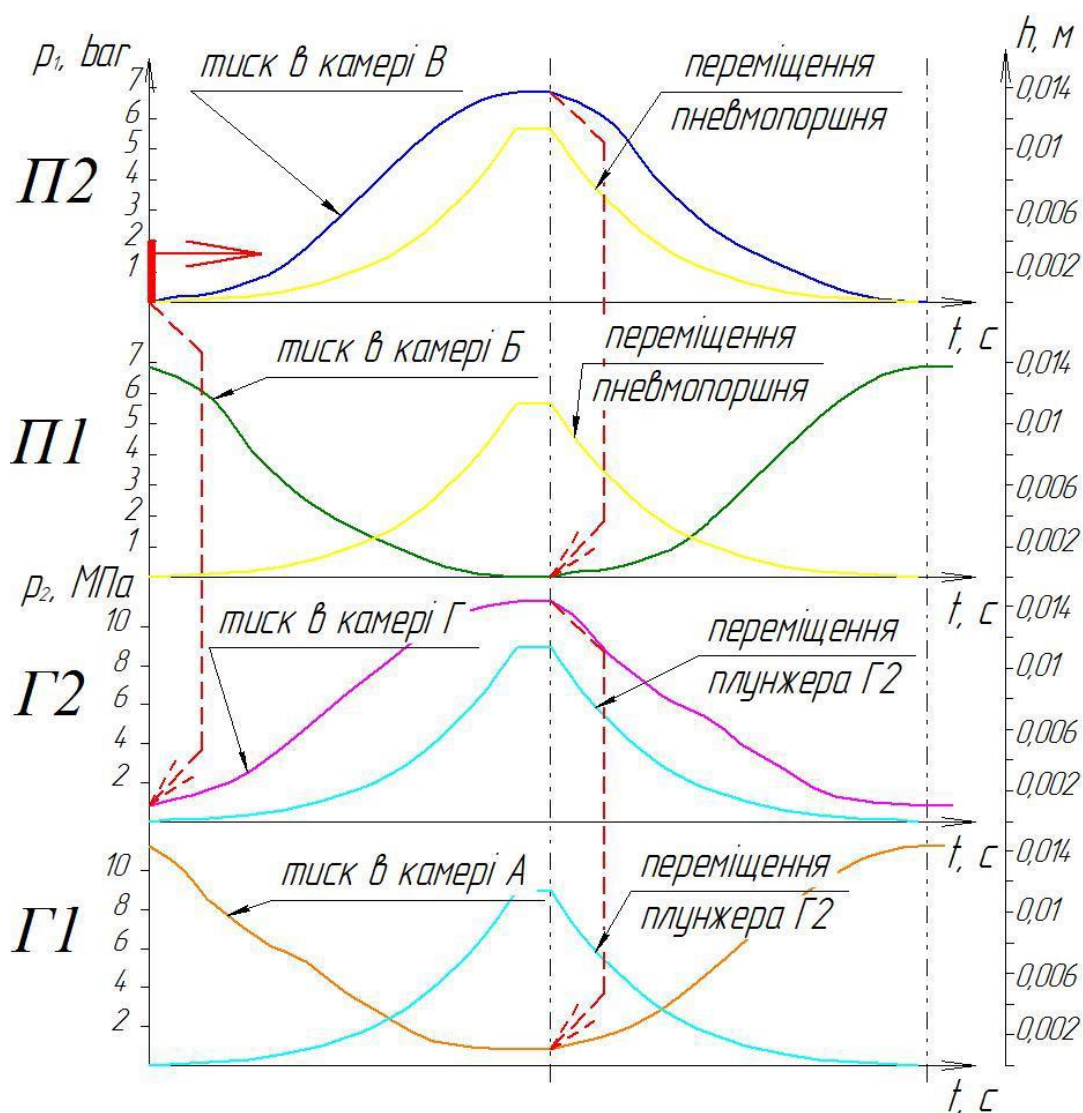 p₁, bar
h, м
тиск в камері В
переміщення
пневмопоршня
П2
7
6
5
4
3
2
1
0,014
0,01
0,006
0,002
t, с
тиск в камері Б
переміщення
пневмопоршня
П1
7
6
5
4
3
2
1
0,014
0,01
0,006
0,002
t, с
p₂, МПа
тиск в камері Г
переміщення
плунжера Г2
Г2
10
8
6
4
2
0,014
0,01
0,006
0,002
t, с
тиск в камері А
переміщення
плунжера Г2
Г1
10
8
6
4
2
0,014
0,01
0,006
0,002
t, с